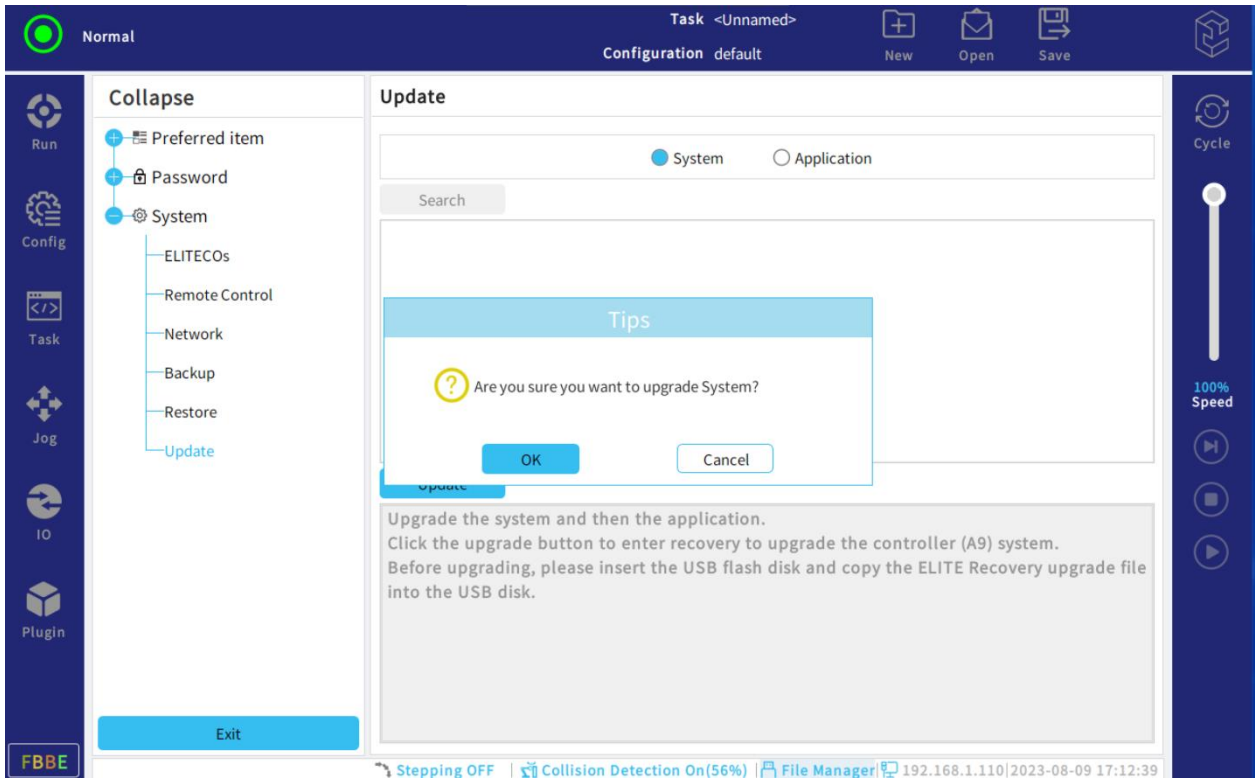 Normal
Task <Unnamed>
Configuration default
New
Open
Save
Run
Config
Task
Jog
IO
Plugin
FBBE
Collapse
Preferred item
Password
System
ELITECOs
Remote Control
Network
Backup
Restore
Update
Exit
Update
System Application
Search
Tips
? Are you sure you want to upgrade System?
OK Cancel
Update
Upgrade the system and then the application.
Click the upgrade button to enter recovery to upgrade the controller (A9) system.
Before upgrading, please insert the USB flash disk and copy the ELITE Recovery upgrade file
into the USB disk.
Cycle
100%
Speed
Stepping OFF | Collision Detection On(56%) | File Manager| 192.168.1.110|2023-08-09 17:12:39